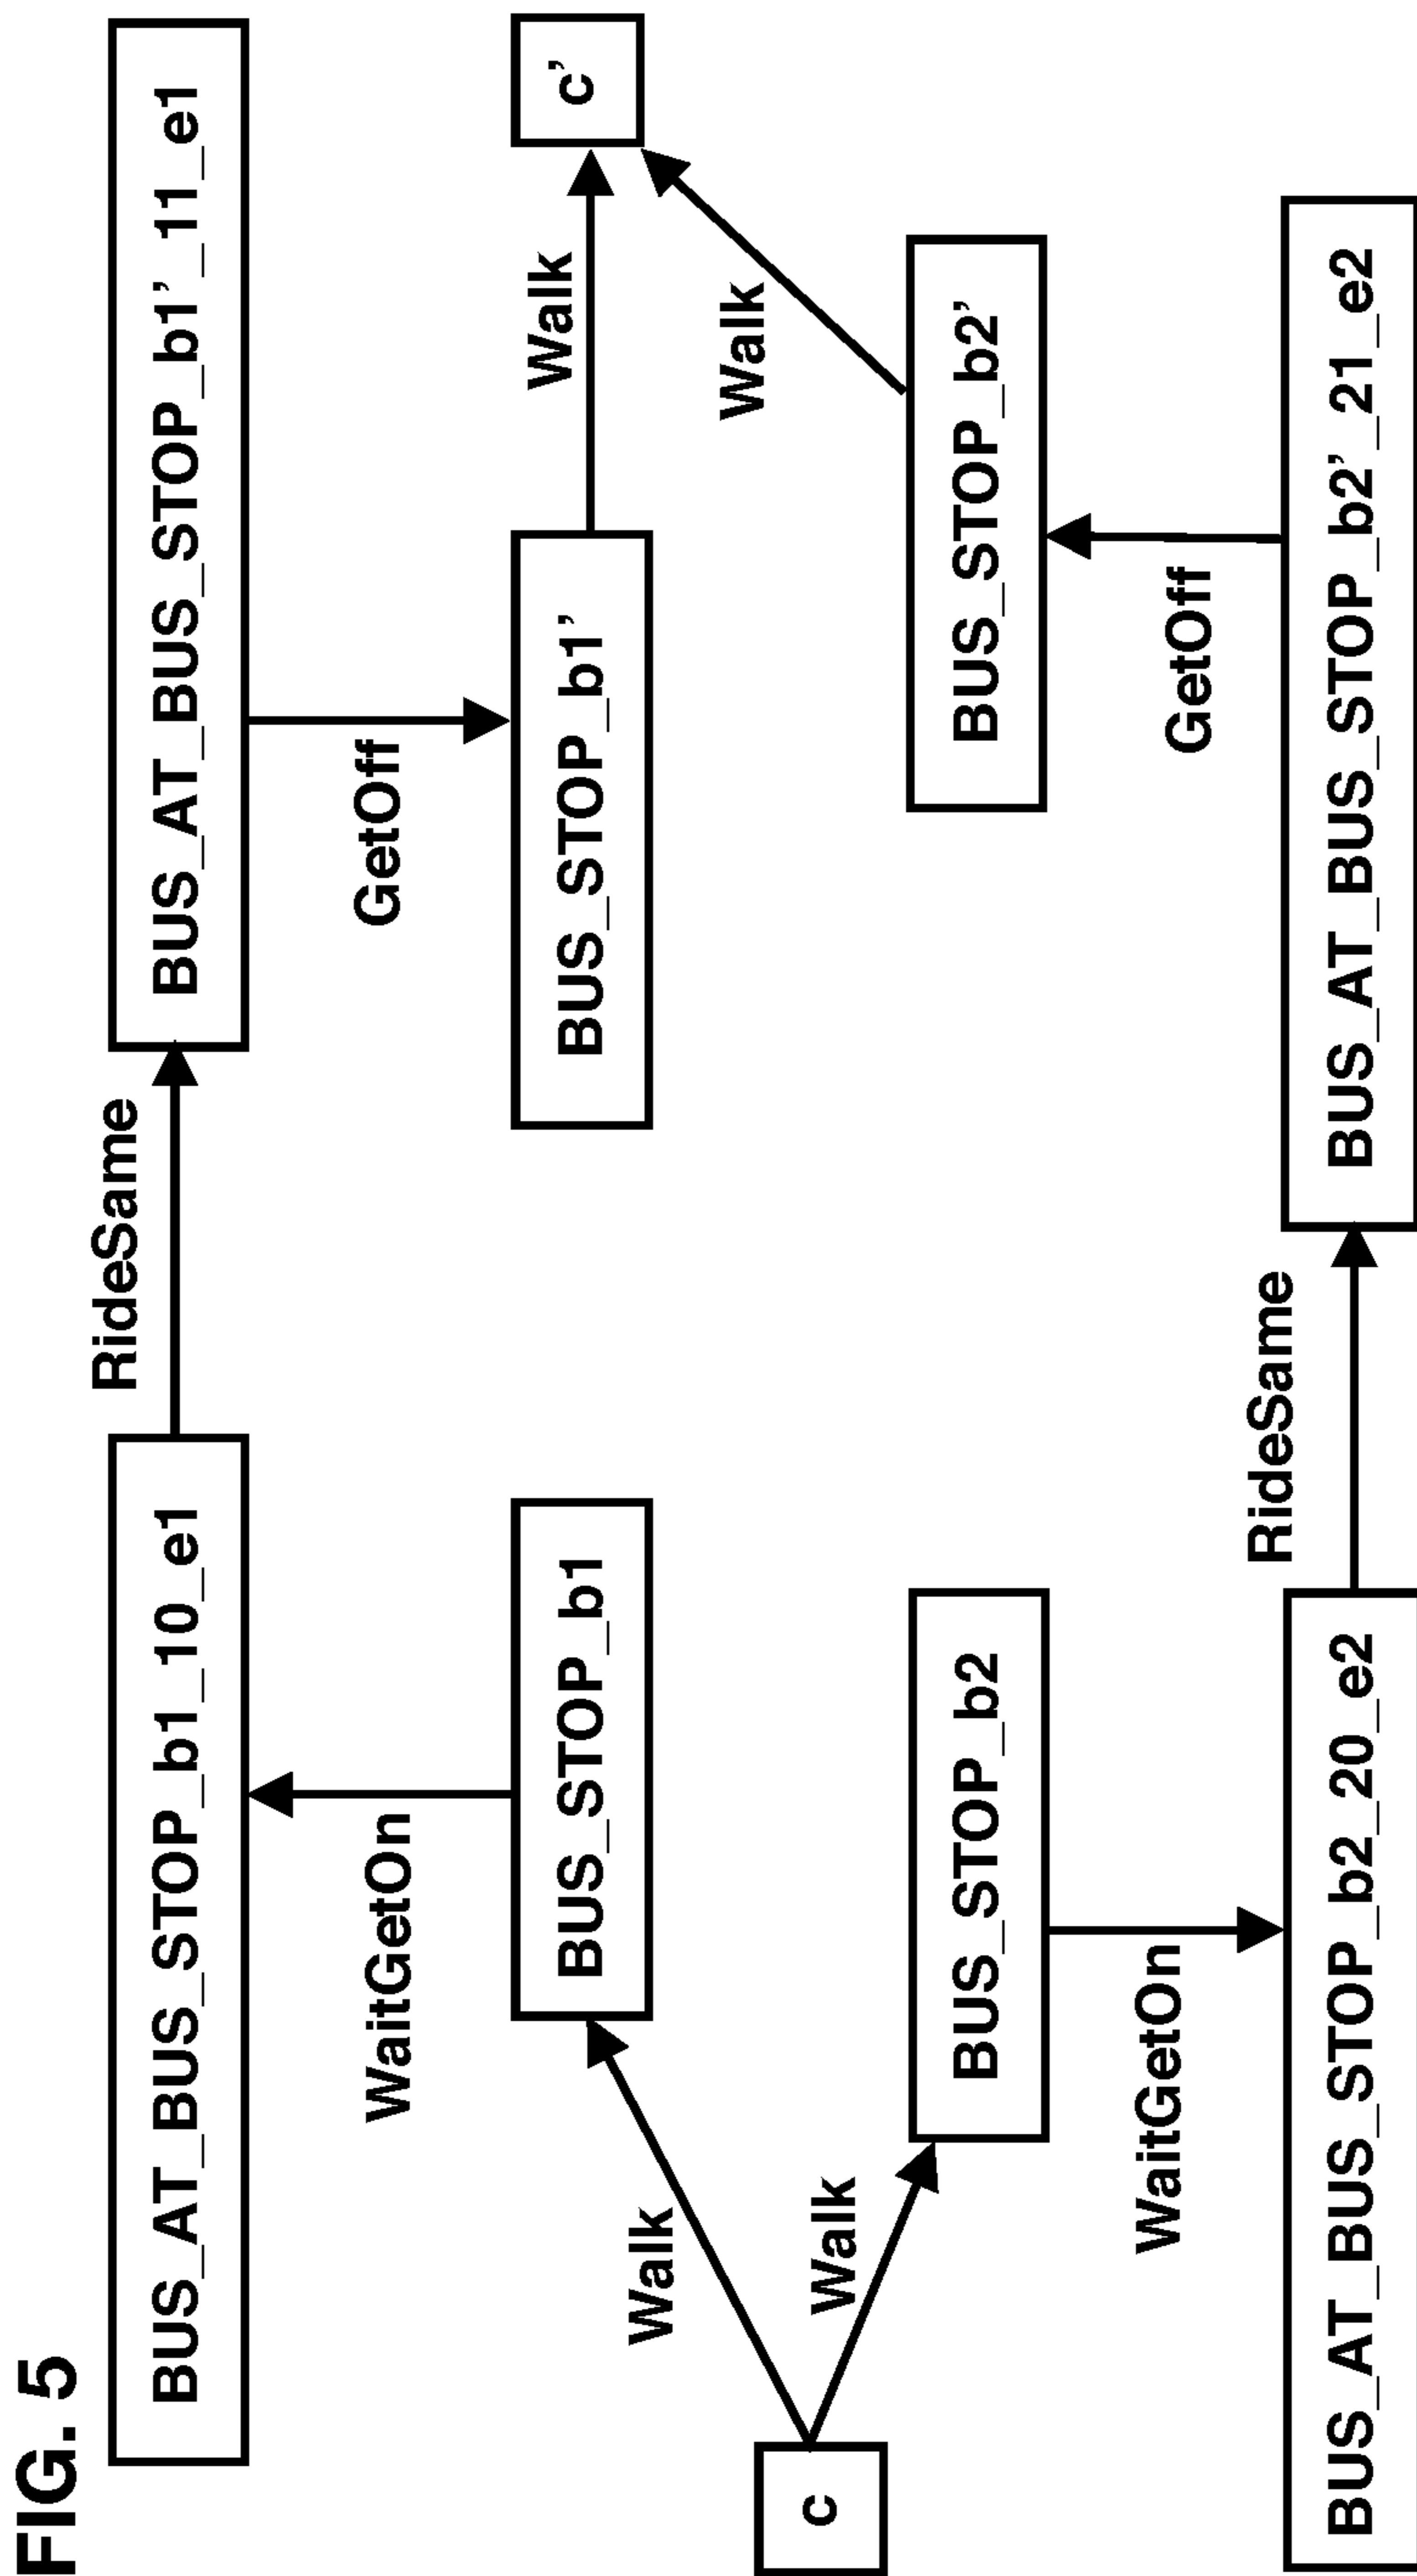 FIG. 5
RideSame
BUS_AT_BUS_STOP_b1_10_e1
BUS_AT_BUS_STOP_b1’_11_e1
WaitGetOn
GetOff
Walk
BUS_STOP_b1
BUS_STOP_b1’
c’
Walk
Walk
Walk
c
BUS_STOP_b2
BUS_STOP_b2’
WaitGetOn
GetOff
RideSame
BUS_AT_BUS_STOP_b2_20_e2
BUS_AT_BUS_STOP_b2’_21_e2